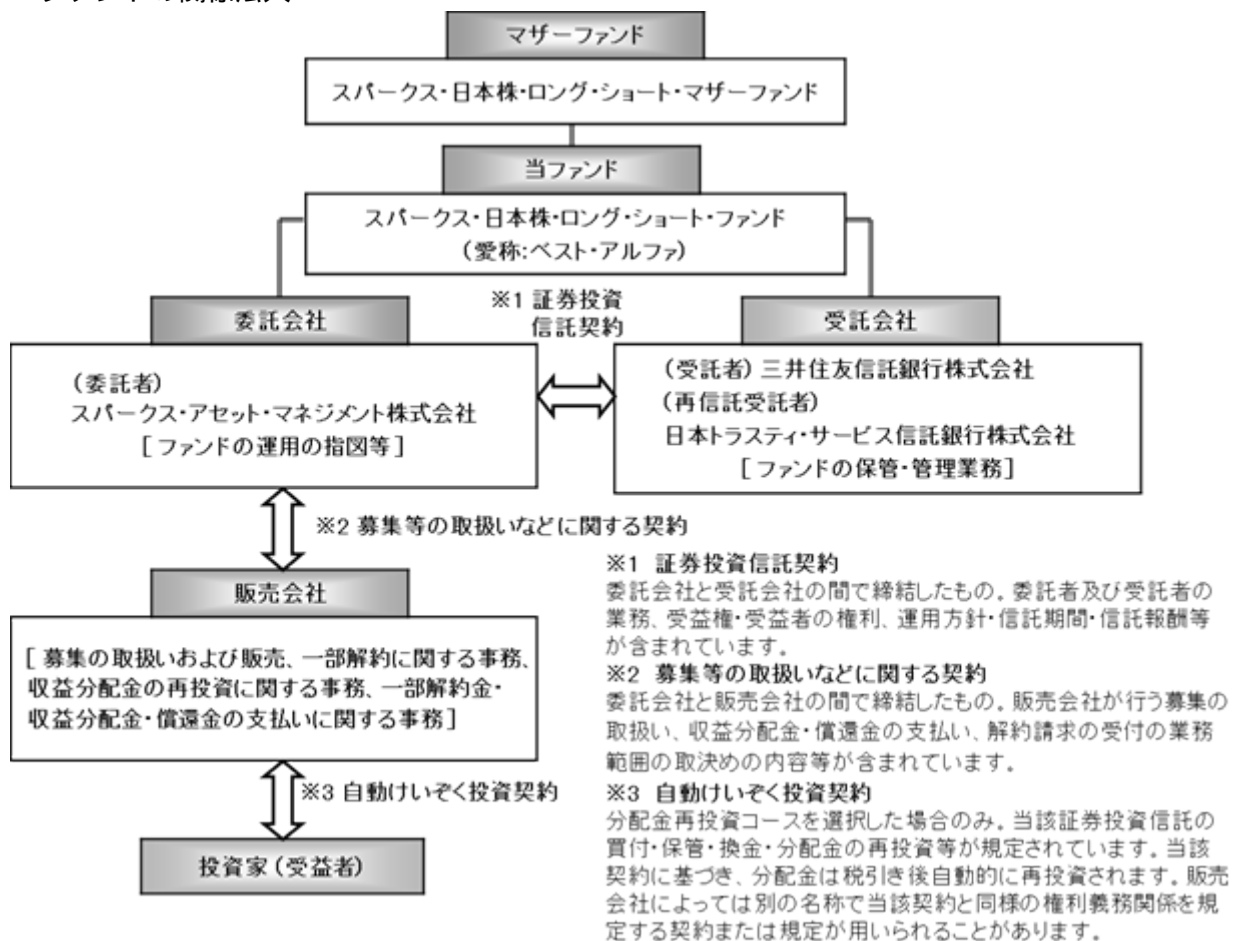 マザーファンド
スパークス・日本株・ロング・ショート・マザーファンド
当ファンド
スパークス・日本株・ロング・ショート・ファンド
(愛称:ベスト・アルファ)
※1 証券投資
信託契約
委託会社
(委託者)
スパークス・アセット・マネジメント株式会社
[ファンドの運用の指図等]
受託会社
(受託者) 三井住友信託銀行株式会社
(再信託受託者)
日本トラスティ・サービス信託銀行株式会社
[ファンドの保管・管理業務]
※2 募集等の取扱いなどに関する契約
販売会社
[ 募集の取扱いおよび販売、一部解約に関する事務、
収益分配金の再投資に関する事務、一部解約金・
収益分配金・償還金の支払いに関する事務]
※3 自動けいぞく投資契約
投資家(受益者)
※1 証券投資信託契約
委託会社と受託会社の間で締結したもの。委託者及び受託者の
業務、受益権・受益者の権利、運用方針・信託期間・信託報酬等
が含まれています。
※2 募集等の取扱いなどに関する契約
委託会社と販売会社の間で締結したもの。販売会社が行う募集の
取扱い、収益分配金・償還金の支払い、解約請求の受付の業務
範囲の取決めの内容等が含まれています。
※3 自動けいぞく投資契約
分配金再投資コースを選択した場合のみ。当該証券投資信託の
買付・保管・換金・分配金の再投資等が規定されています。当該
契約に基づき、分配金は税引き後自動的に再投資されます。販売
会社によっては別の名称で当該契約と同様の権利義務関係を規
定する契約または規定が用いられることがあります。